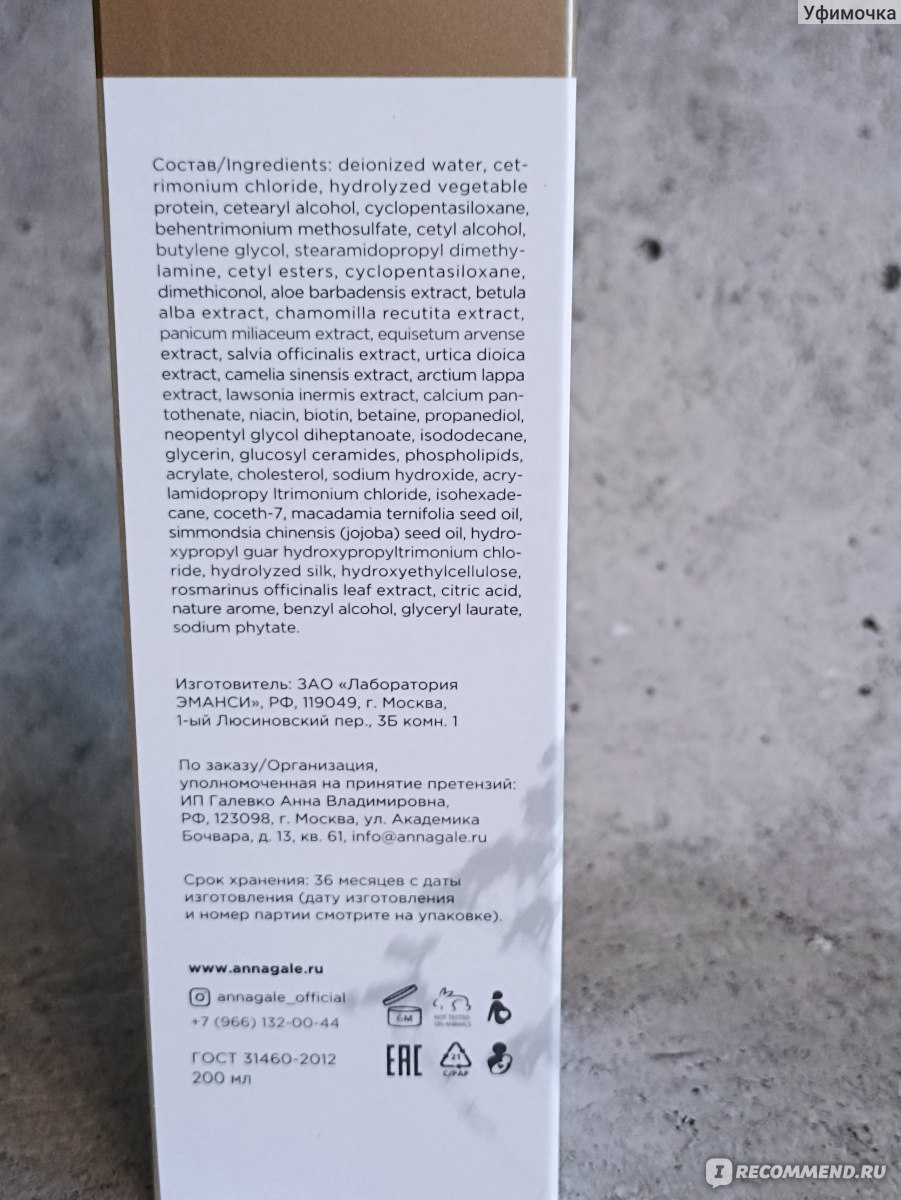 Уфимочка
Состав/Ingredients: deionized water, cet-
rimonium chloride, hydrolyzed vegetable
protein, cetearyl alcohol, cyclopentasiloxane,
behentrimonium methosulfate, cetyl alcohol,
butylene glycol, stearamidopropyl dimethy-
lamine, cetyl esters, cyclopentasiloxane,
dimethiconol, aloe barbadensis extract, betula
alba extract, chamomilla recutita extract,
panicum miliaceum extract, equisetum arvense
extract, salvia officinalis extract, urtica dioica
extract, camelia sinensis extract, arctium lappa
extract, lawsonia inermis extract, calcium pan-
tothenate, niacin, biotin, betaine, propanediol,
neopentyl glycol diheptanoate, isododecane,
glycerin, glucosyl ceramides, phospholipids,
acrylate, cholesterol, sodium hydroxide, acry-
lamidopropy ltrimonium chloride, isohexade-
cane, coceth-7, macadamia ternifolia seed oil,
simmondsia chinensis (jojoba) seed oil, hydro-
xypropyl guar hydroxypropyltrimonium chlo-
ride, hydrolyzed silk, hydroxyethylcellulose,
rosmarinus officinalis leaf extract, citric acid,
nature arome, benzyl alcohol, glyceryl laurate,
sodium phytate.
Изготовитель: ЗАО «Лаборатория
ЭМАНСИ», РФ, 119049, г. Москва,
1-ый Люсиновский пер., 3Б комн. 1
По заказу/Организация,
уполномоченная на принятие претензий:
ИП Галевко Анна Владимировна,
РФ, 123098, г. Москва, ул. Академика
Бочвара, д. 13, кв. 61, info@annagale.ru
Срок хранения: 36 месяцев с даты
изготовления (дату изготовления
и номер партии смотрите на упаковке).
www.annagale.ru
annagale_official
+7 (966) 132-00-44
6M
NOT TESTED
ON ANIMALS
ГОСТ 31460-2012
200 мл
EAC
21
C/PAP
I RECOMMEND.RU